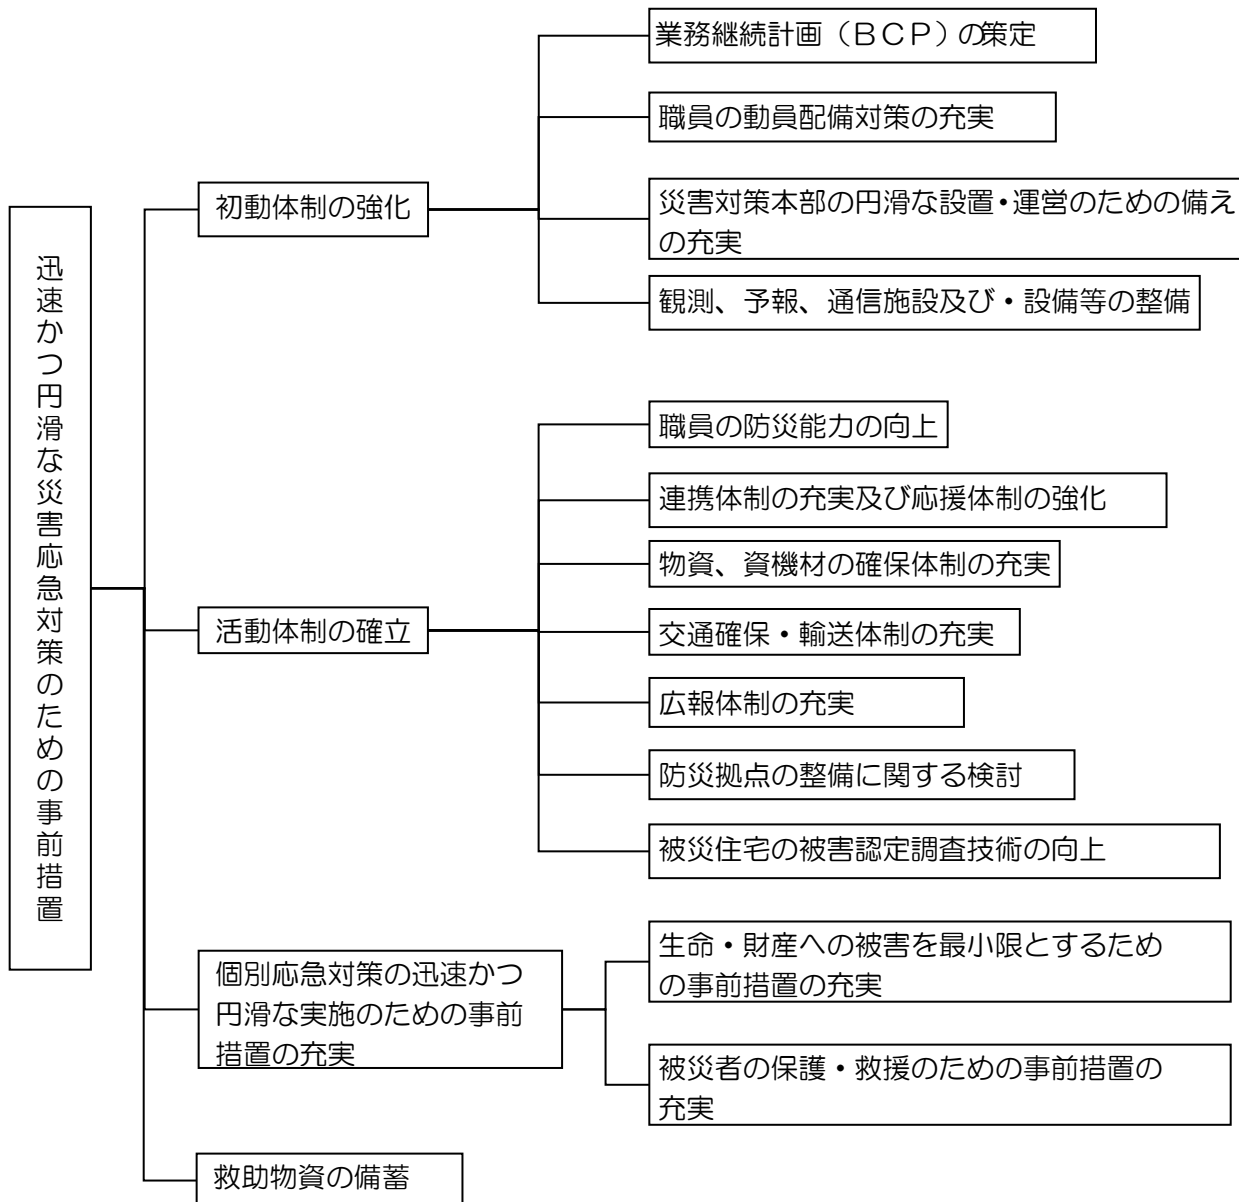 迅速かつ円滑な災害応急対策のための事前措置
初動体制の強化
業務継続計画(BCP)の策定
職員の動員配備対策の充実
災害対策本部の円滑な設置・運営のための備え
の充実
観測、予報、通信施設及び・設備等の整備
活動体制の確立
職員の防災能力の向上
連携体制の充実及び応援体制の強化
物資、資機材の確保体制の充実
交通確保・輸送体制の充実
広報体制の充実
防災拠点の整備に関する検討
被災住宅の被害認定調査技術の向上
個別応急対策の迅速かつ
円滑な実施のための事前
措置の充実
生命・財産への被害を最小限とするため
の事前措置の充実
被災者の保護・救援のための事前措置の
充実
救助物資の備蓄